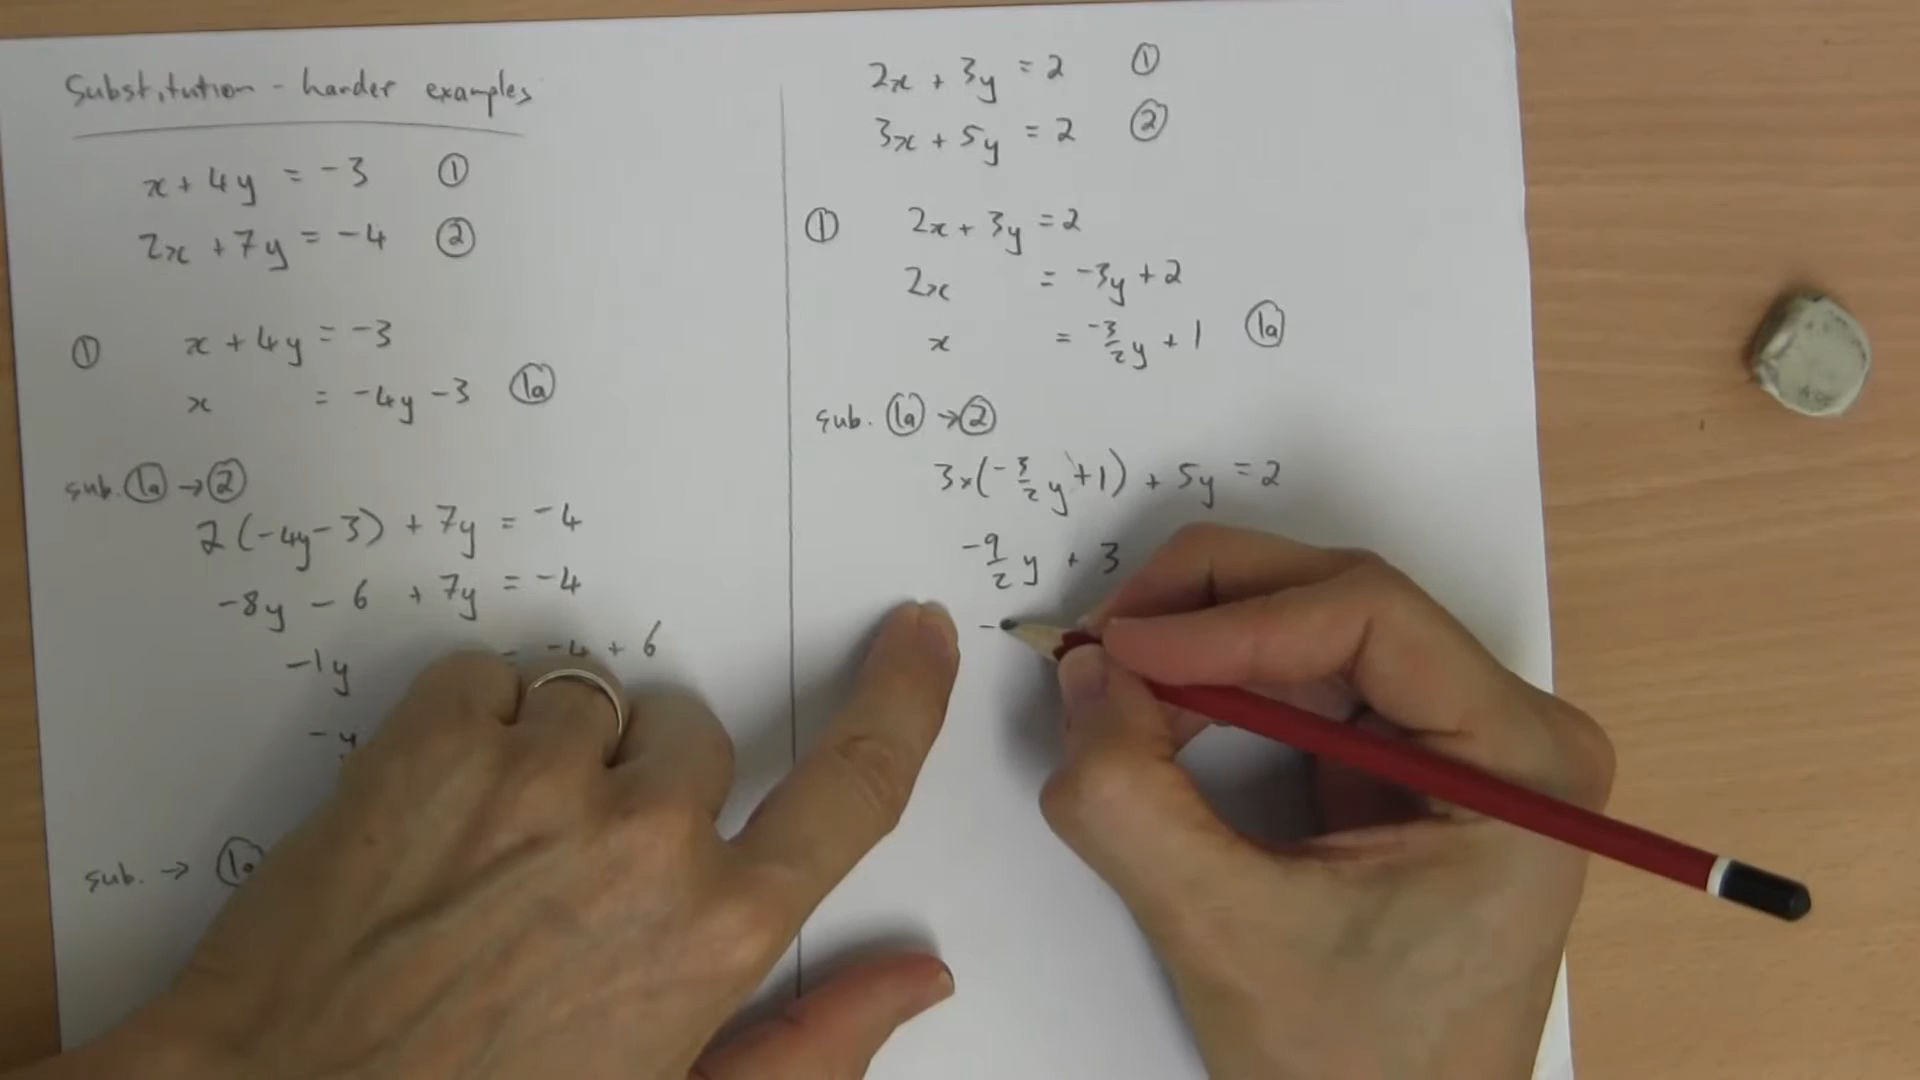 Substitution - harder examples
x + 4y = -3 ①
2x + 7y = -4 ②
① x + 4y = -3
x = -4y - 3 (1a)
sub. (1a) → ②
2(-4y - 3) + 7y = -4
-8y - 6 + 7y = -4
-1y = -4 + 6
-y
sub. → (1a)
2x + 3y = 2 ①
3x + 5y = 2 ②
① 2x + 3y = 2
2x = -3y + 2
x = -3/2 y + 1 (1a)
sub. (1a) → ②
3×(-3/2 y + 1) + 5y = 2
-9/2 y + 3
-